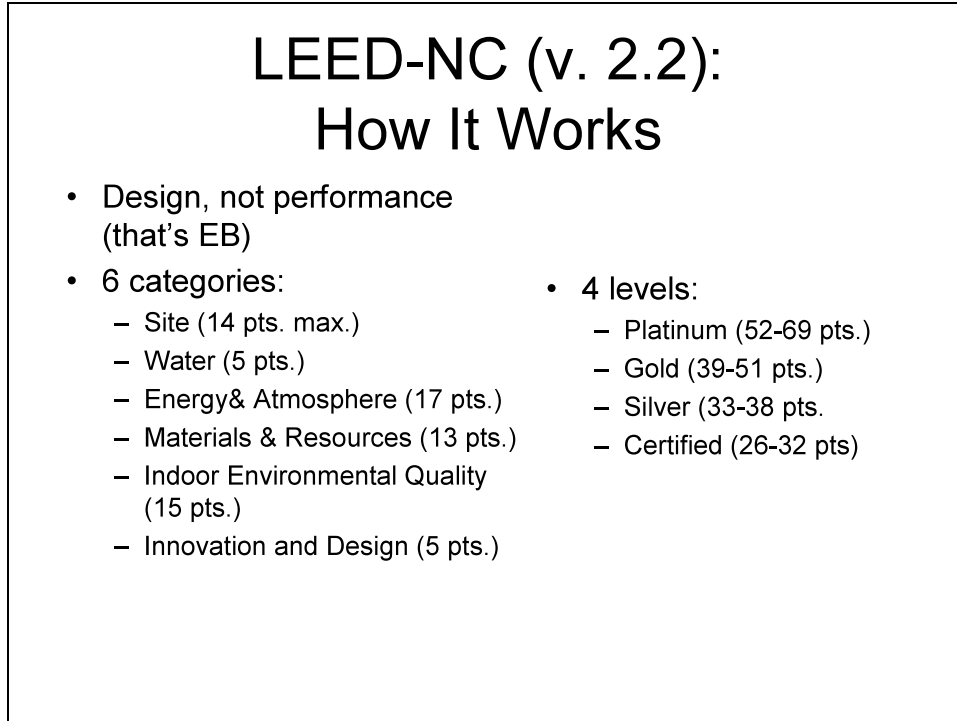 LEED-NC (v. 2.2):
How It Works
• Design, not performance
(that's EB)
• 6 categories:
– Site (14 pts. max.)
– Water (5 pts.)
– Energy& Atmosphere (17 pts.)
– Materials & Resources (13 pts.)
– Indoor Environmental Quality
(15 pts.)
– Innovation and Design (5 pts.)
• 4 levels:
– Platinum (52-69 pts.)
– Gold (39-51 pts.)
– Silver (33-38 pts.
– Certified (26-32 pts)